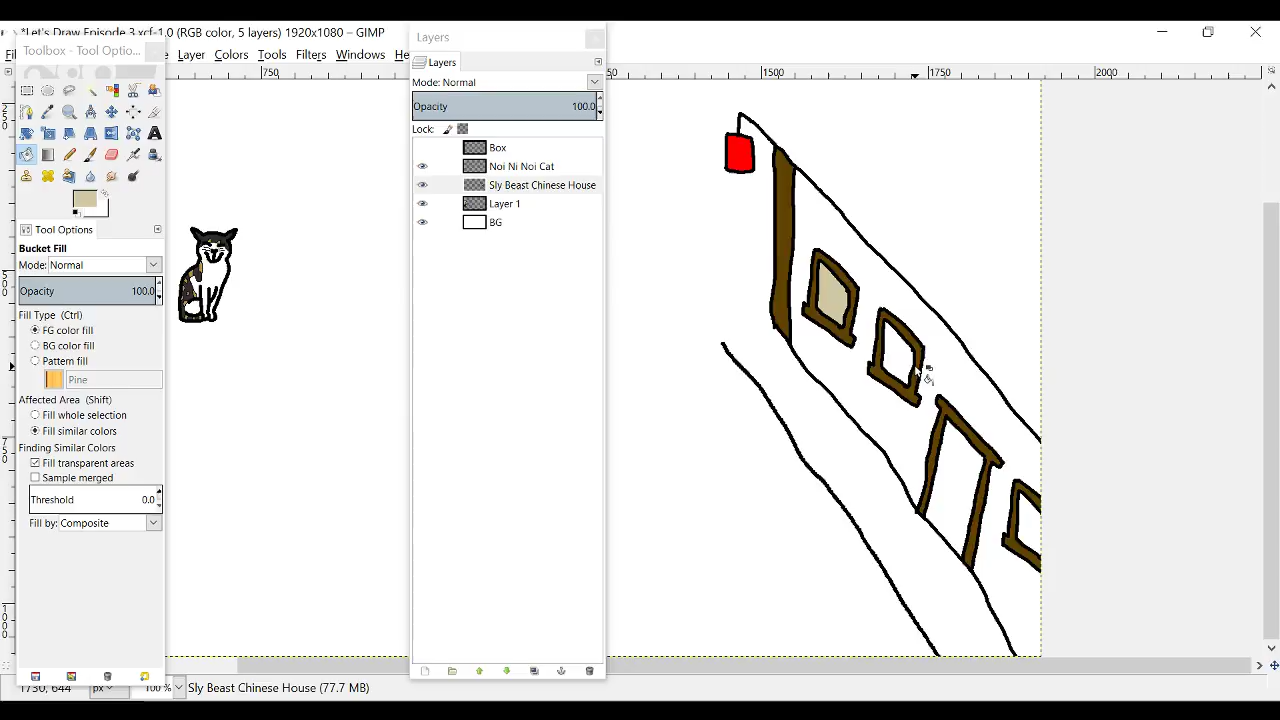 *Let's Draw Episode 3.xcf-1.0 (RGB color, 5 layers) 1920x1080 – GIMP
Layer Colors Tools Filters Windows
Toolbox - Tool Optio...
750
1500 1750 2000
Tool Options
Bucket Fill
Mode: Normal
Opacity 100.0
Fill Type (Ctrl)
FG color fill
BG color fill
Pattern fill
Pine
Affected Area (Shift)
Fill whole selection
Fill similar colors
Finding Similar Colors
Fill transparent areas
Sample merged
Threshold 0.0
Fill by: Composite
Layers
Layers
Mode: Normal
Opacity 100.0
Lock:
Box
Noi Ni Noi Cat
Sly Beast Chinese House
Layer 1
BG
px 100 % Sly Beast Chinese House (77.7 MB)